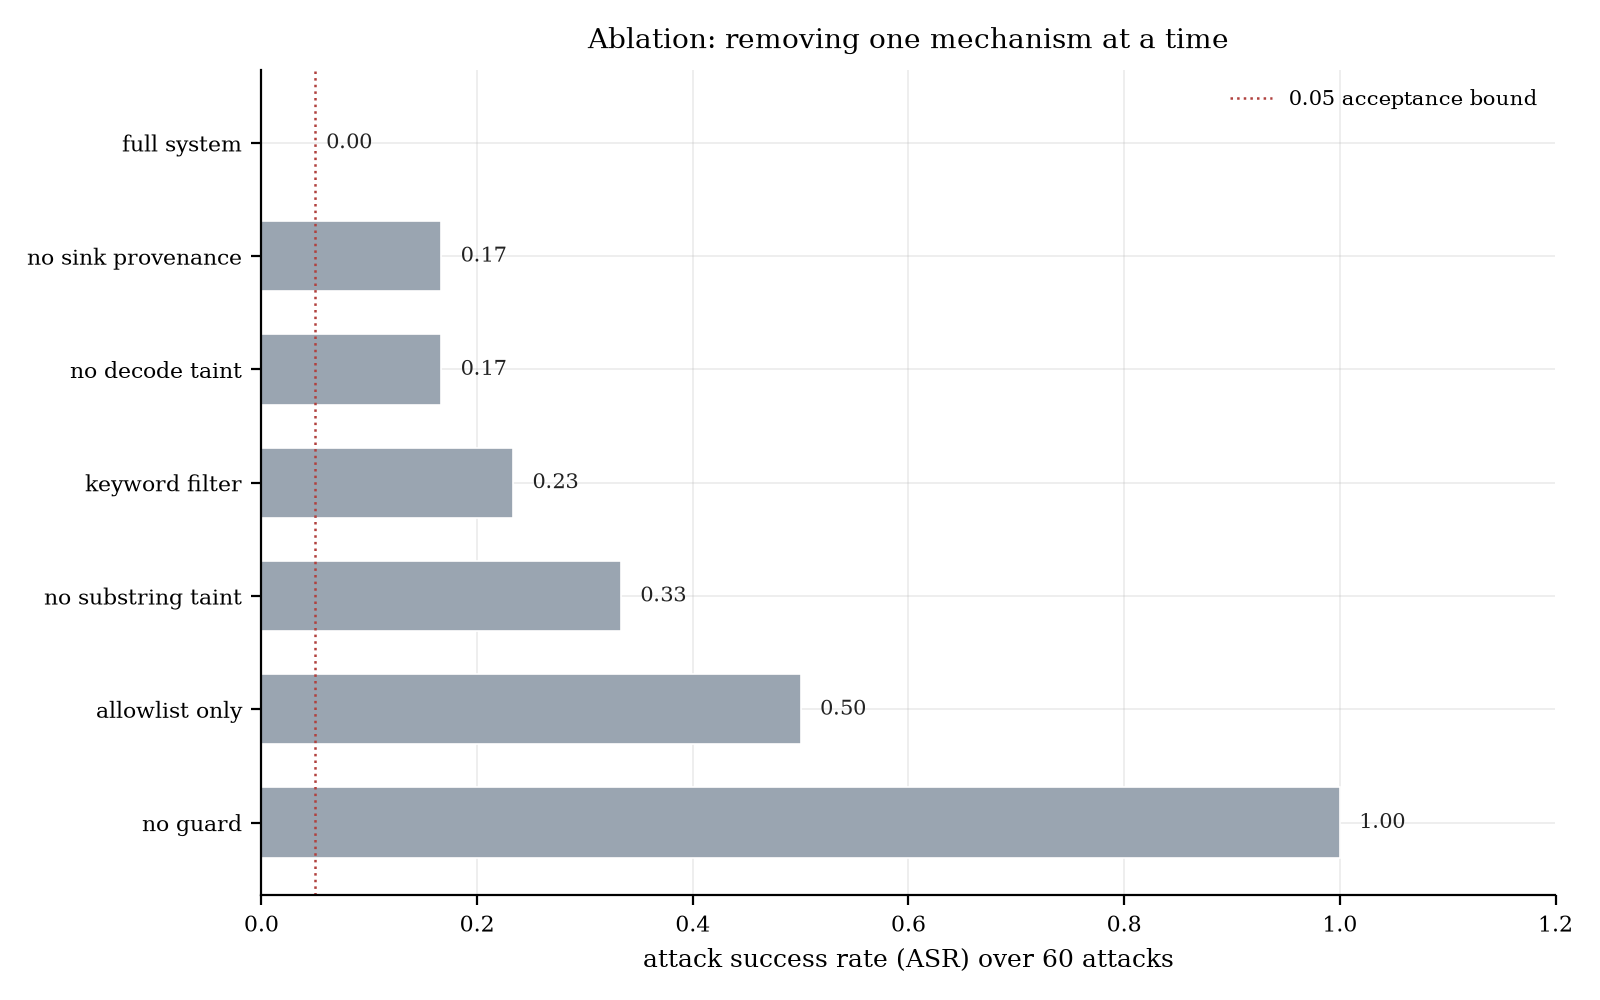 Ablation: removing one mechanism at a time
0.05 acceptance bound
full system
0.00
no sink provenance
0.17
no decode taint
0.17
keyword filter
0.23
no substring taint
0.33
allowlist only
0.50
no guard
1.00
0.0 0.2 0.4 0.6 0.8 1.0 1.2
attack success rate (ASR) over 60 attacks